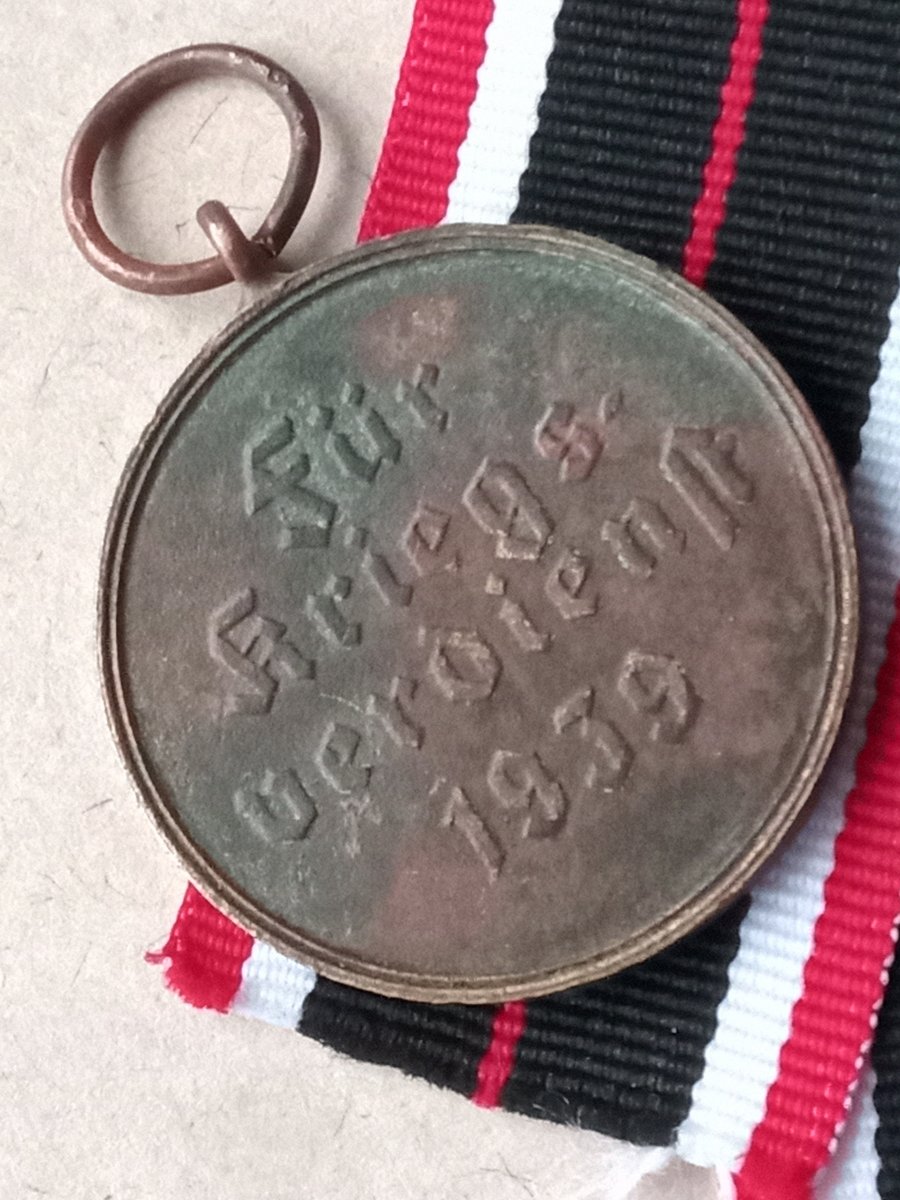 Für
Kriegs-
verdienst
1939